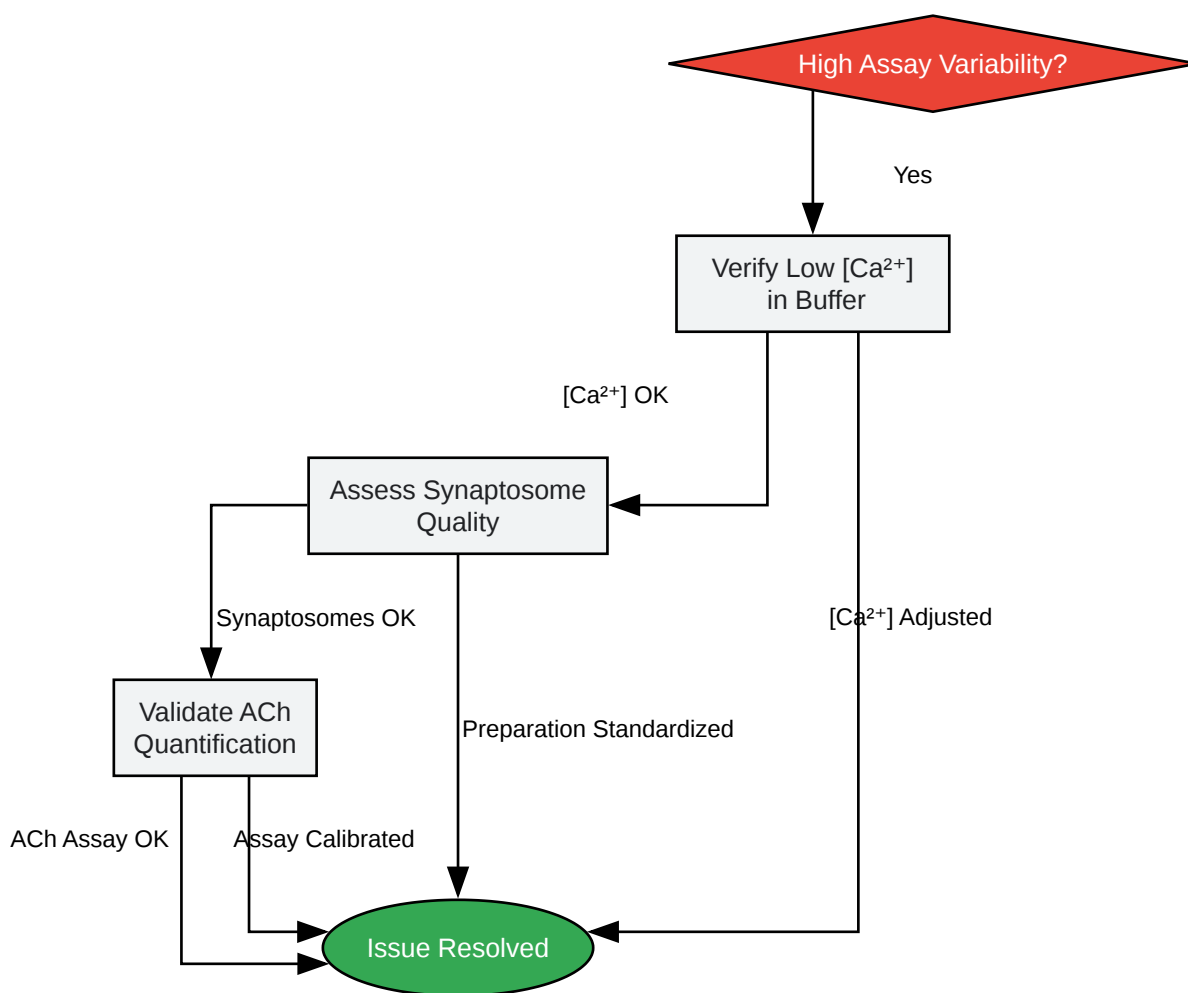 High Assay Variability?
Yes
Verify Low [Ca²⁺]
in Buffer
[Ca²⁺] OK
Assess Synaptosome
Quality
Synaptosomes OK
[Ca²⁺] Adjusted
Validate ACh
Quantification
Preparation Standardized
ACh Assay OK
Assay Calibrated
Issue Resolved